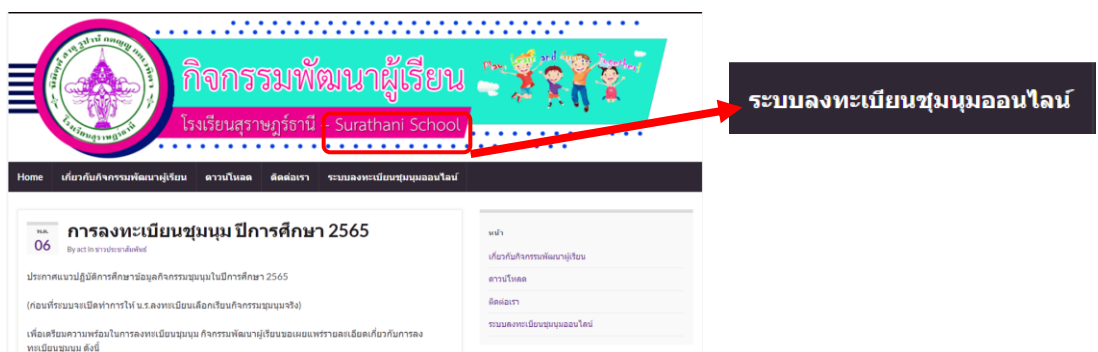 กิจกรรมพัฒนาผู้เรียน
โรงเรียนสุราษฎร์ธานี – Surathani School
ระบบลงทะเบียนชุมนุมออนไลน์
Home เกี่ยวกับกิจกรรมพัฒนาผู้เรียน ดาวน์โหลด ติดต่อเรา ระบบลงทะเบียนชุมนุมออนไลน์
พ.ค.
06
การลงทะเบียนชุมนุม ปีการศึกษา 2565
By act in ข่าวประชาสัมพันธ์
ประกาศแนวปฏิบัติการศึกษาข้อมูลกิจกรรมชุมนุมในปีการศึกษา 2565
(ก่อนที่ระบบจะเปิดทำการให้ น.ร.ลงทะเบียนเลือกเรียนกิจกรรมชุมนุมจริง)
เพื่อเตรียมความพร้อมในการลงทะเบียนชุมนุม กิจกรรมพัฒนาผู้เรียนขอเผยแพร่รายละเอียดเกี่ยวกับการลง
ทะเบียนชุมนุม ดังนี้
หน้า
เกี่ยวกับกิจกรรมพัฒนาผู้เรียน
ดาวน์โหลด
ติดต่อเรา
ระบบลงทะเบียนชุมนุมออนไลน์